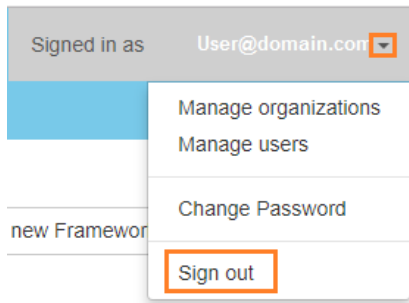 Signed in as User@domain.com
Manage organizations
Manage users
Change Password
new Framewor
Sign out